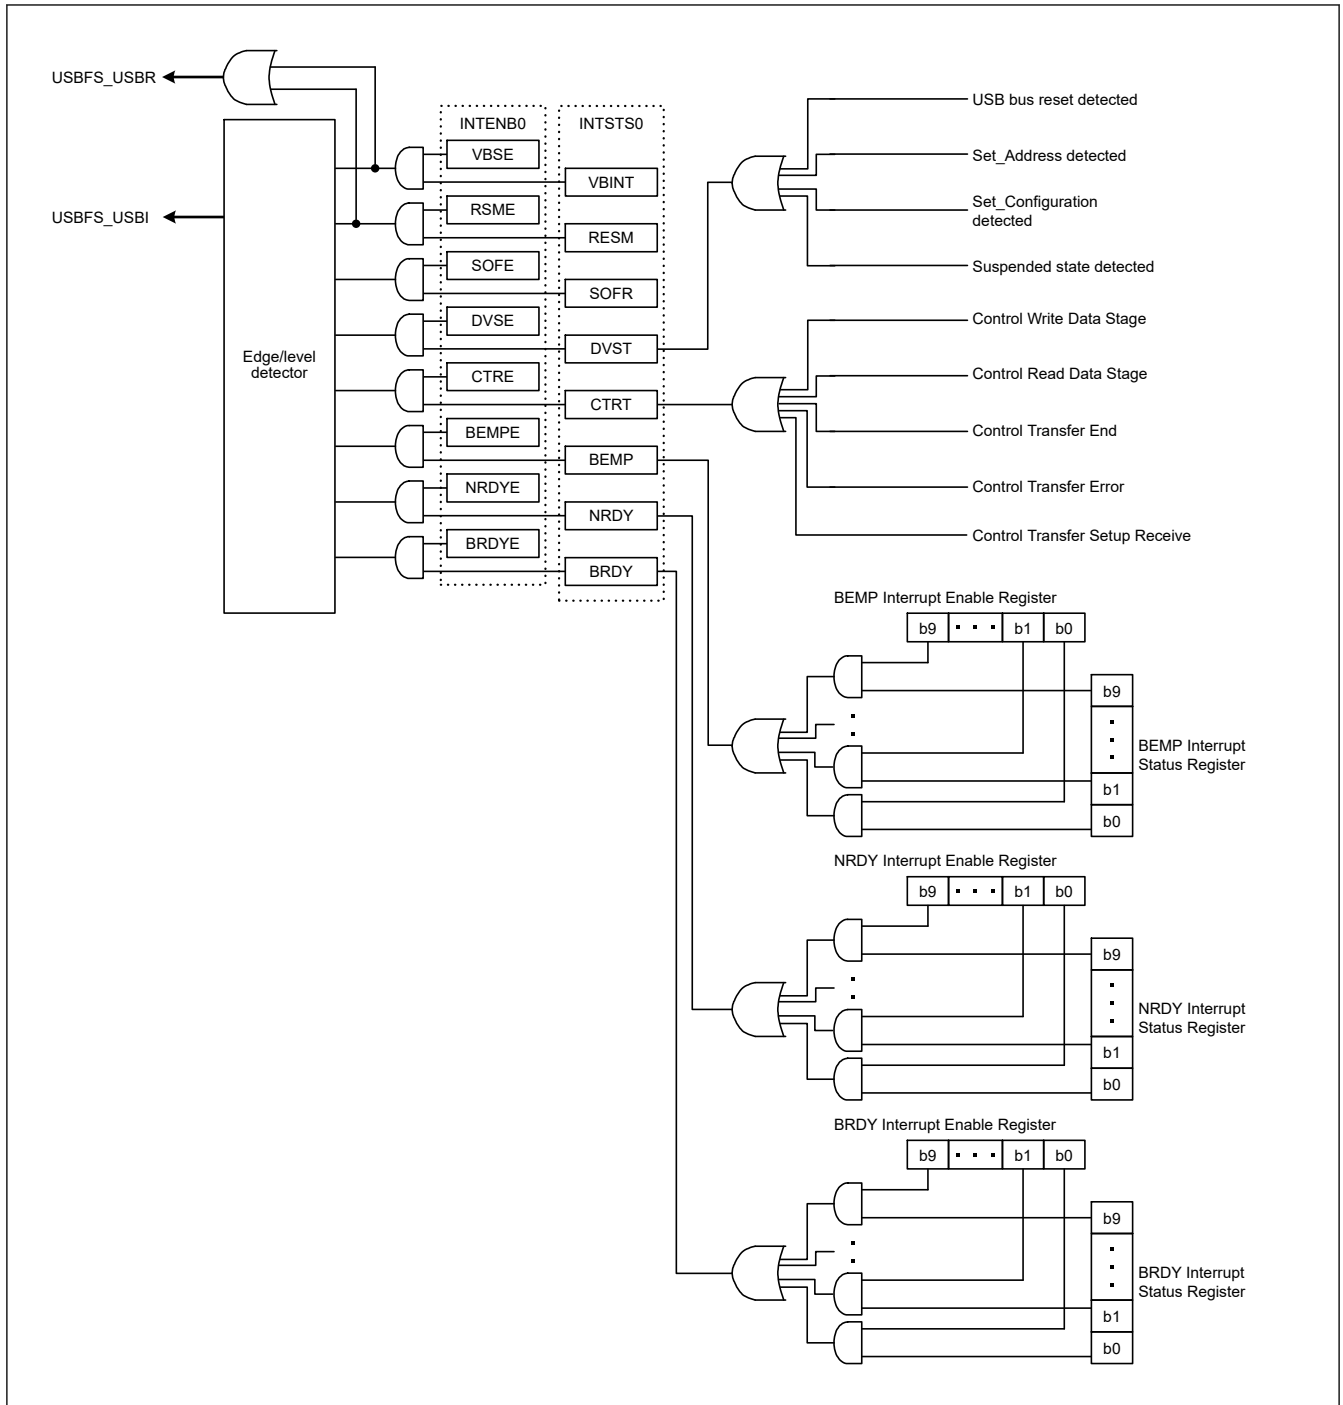 USBFS_USBR
USBFS_USBI
Edge/level
detector
INTENB0
VBSE
RSME
SOFE
DVSE
CTRE
BEMPE
NRDYE
BRDYE
INTSTS0
VBINT
RESM
SOFR
DVST
CTRT
BEMP
NRDY
BRDY
USB bus reset detected
Set_Address detected
Set_Configuration
detected
Suspended state detected
Control Write Data Stage
Control Read Data Stage
Control Transfer End
Control Transfer Error
Control Transfer Setup Receive
BEMP Interrupt Enable Register
b9 · · · b1 b0
b9
·
·
·
b1
b0
BEMP Interrupt
Status Register
NRDY Interrupt Enable Register
b9 · · · b1 b0
b9
·
·
·
b1
b0
NRDY Interrupt
Status Register
BRDY Interrupt Enable Register
b9 · · · b1 b0
b9
·
·
·
b1
b0
BRDY Interrupt
Status Register